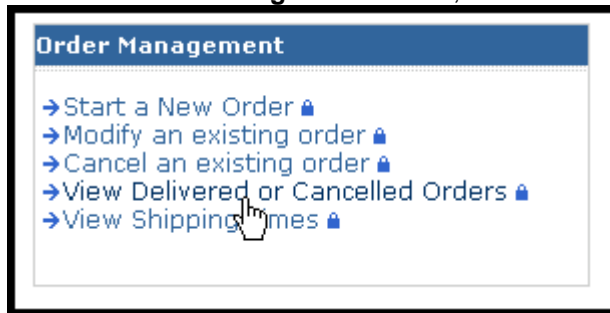 Order Management
Start a New Order
Modify an existing order
Cancel an existing order
View Delivered or Cancelled Orders
View Shipping